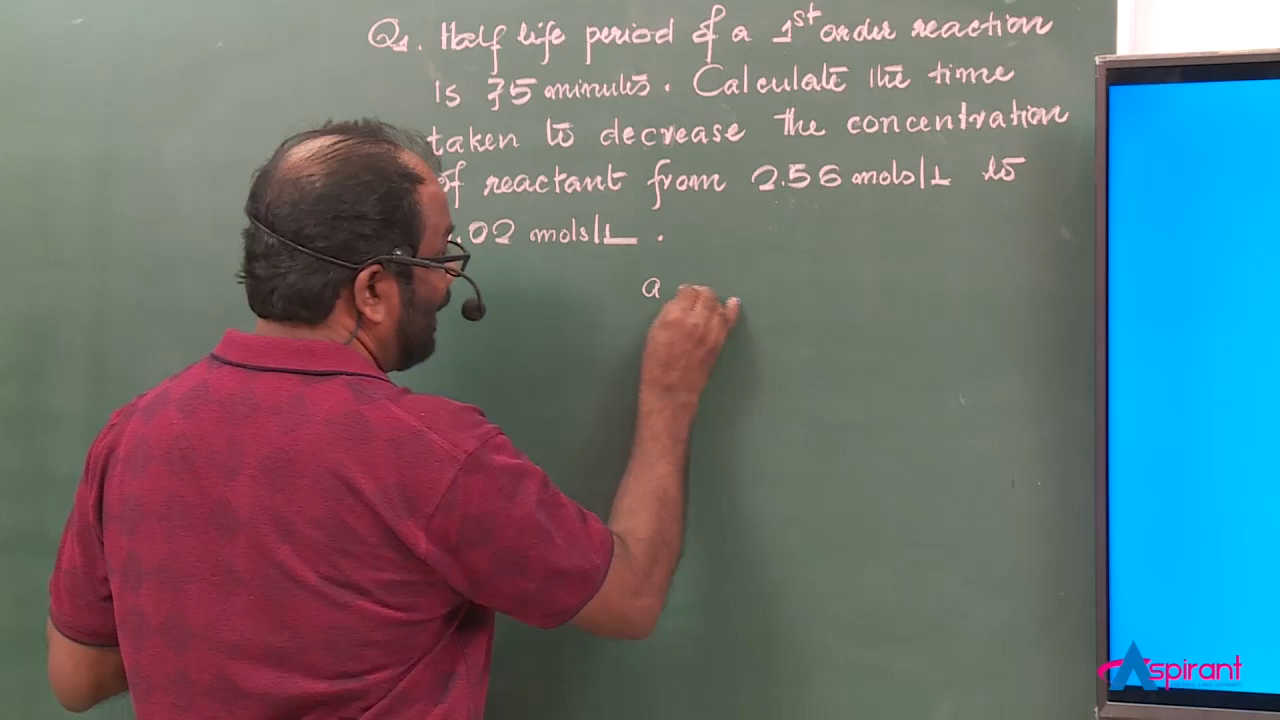 Q1. Half life period of a 1st order reaction
is 75 minutes. Calculate the time
taken to decrease the concentration
of reactant from 2.56 mols/L to
.02 mols/L.
a
Aspirant